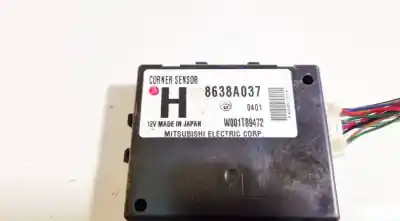 CORNER SENSOR
H 8638A037
0401
12V MADE IN JAPAN W001T89472
MITSUBISHI ELECTRIC CORP.